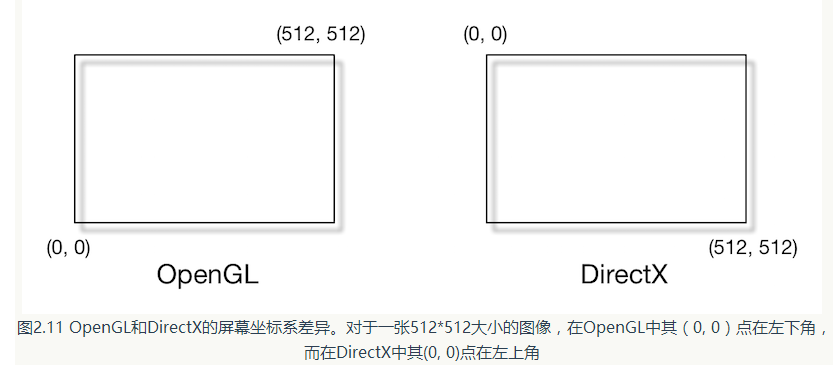 (512, 512)
(0, 0)
(0, 0)
(512, 512)
OpenGL
DirectX
图2.11 OpenGL和DirectX的屏幕坐标系差异。对于一张512*512大小的图像，在OpenGL中其（0, 0）点在左下角，
而在DirectX中其(0, 0)点在左上角